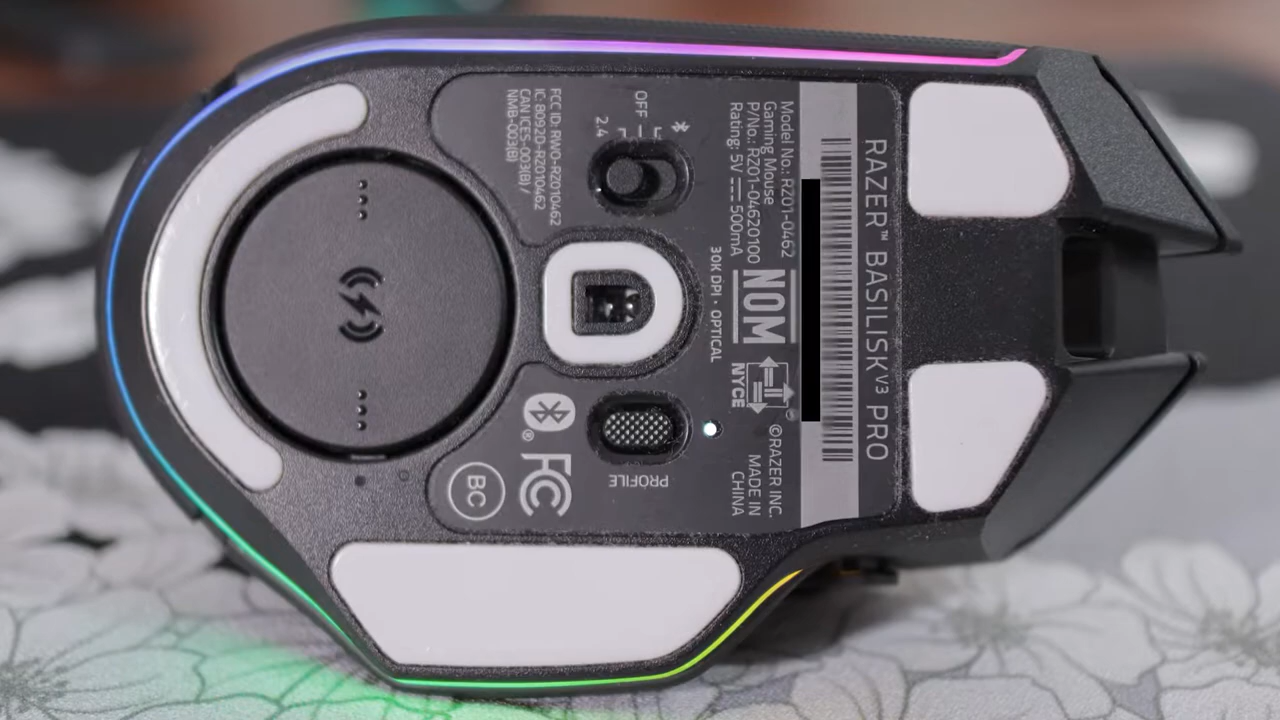 RAZER™ BASILISK V3 PRO
Model No.: RZ01-0462
Gaming Mouse
P/No.: RZ01-04620100
Rating: 5V ⎓ 500mA
30K DPI • OPTICAL
NOM
NYCE
©RAZER INC.
MADE IN
CHINA
OFF
2.4
FCC ID: RWO-RZ010462
IC: 8092D-RZ010462
CAN ICES-003(B) /
NMB-003(B)
PROFILE
FC
BC